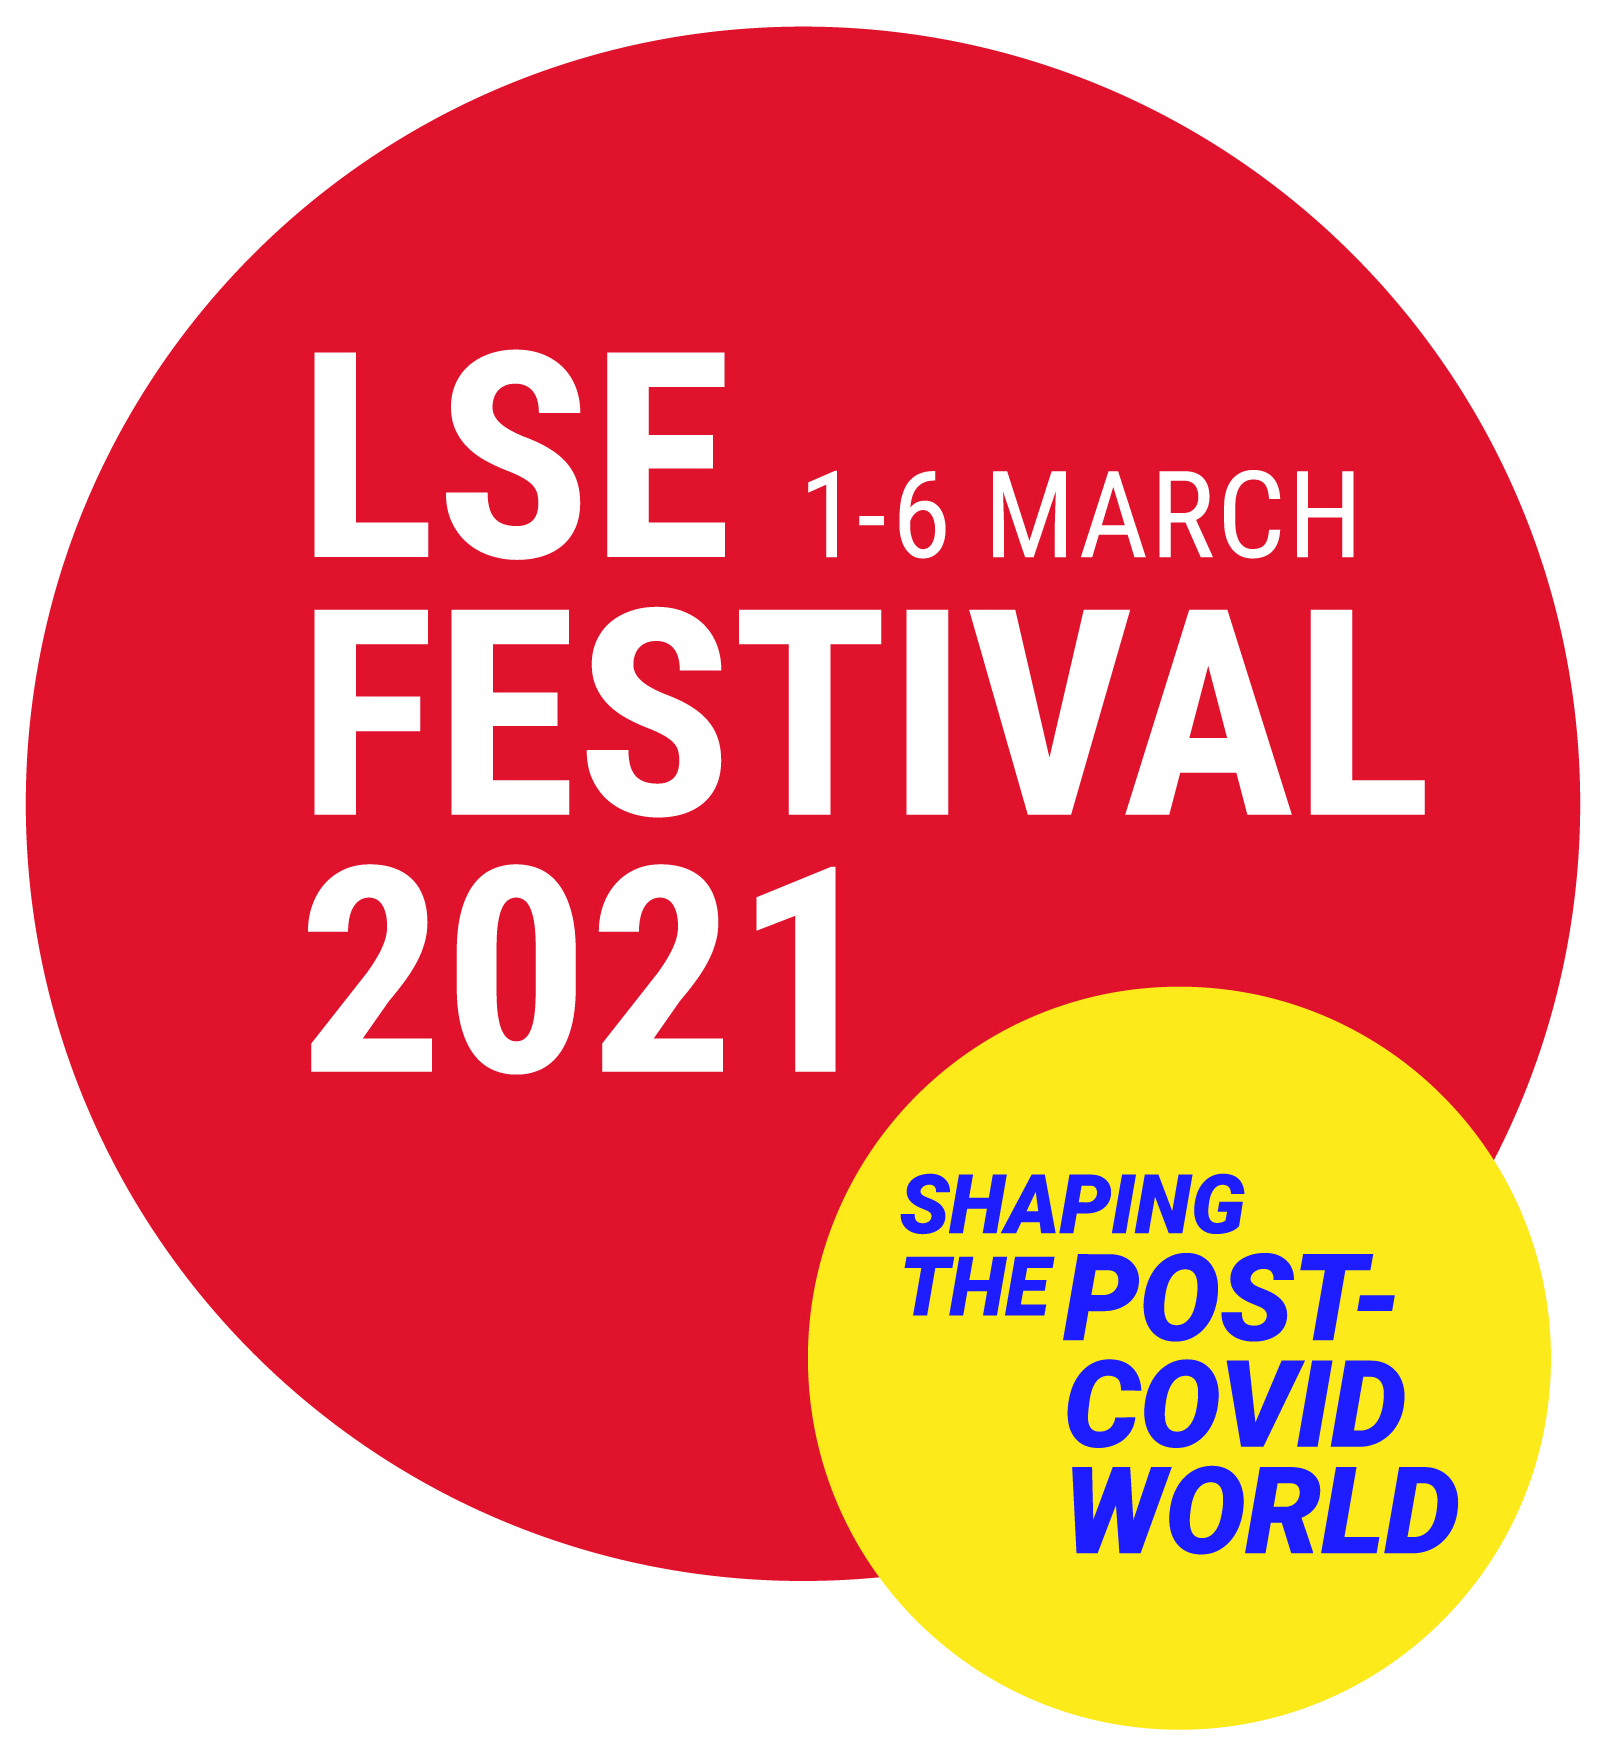 LSE 1-6 MARCH
FESTIVAL
2021
SHAPING
THE POST-
COVID
WORLD